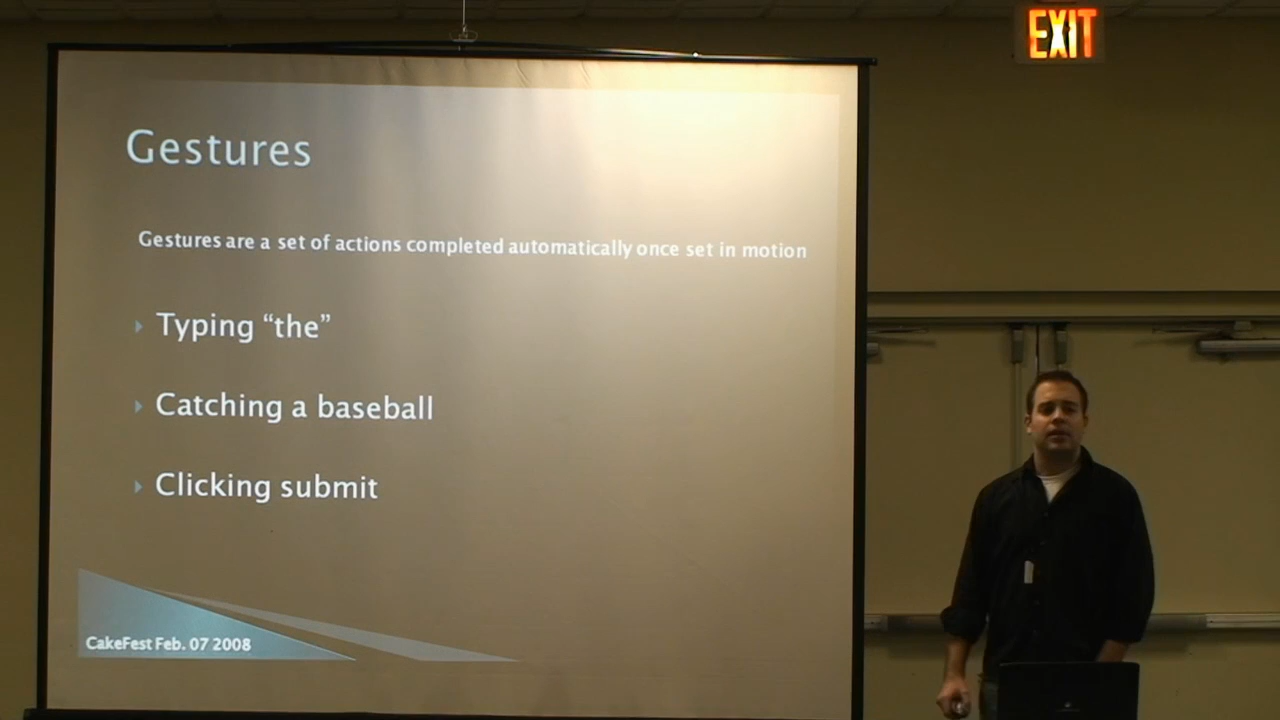 EXIT
Gestures
Gestures are a set of actions completed automatically once set in motion
Typing “the”
Catching a baseball
Clicking submit
CakeFest Feb. 07 2008